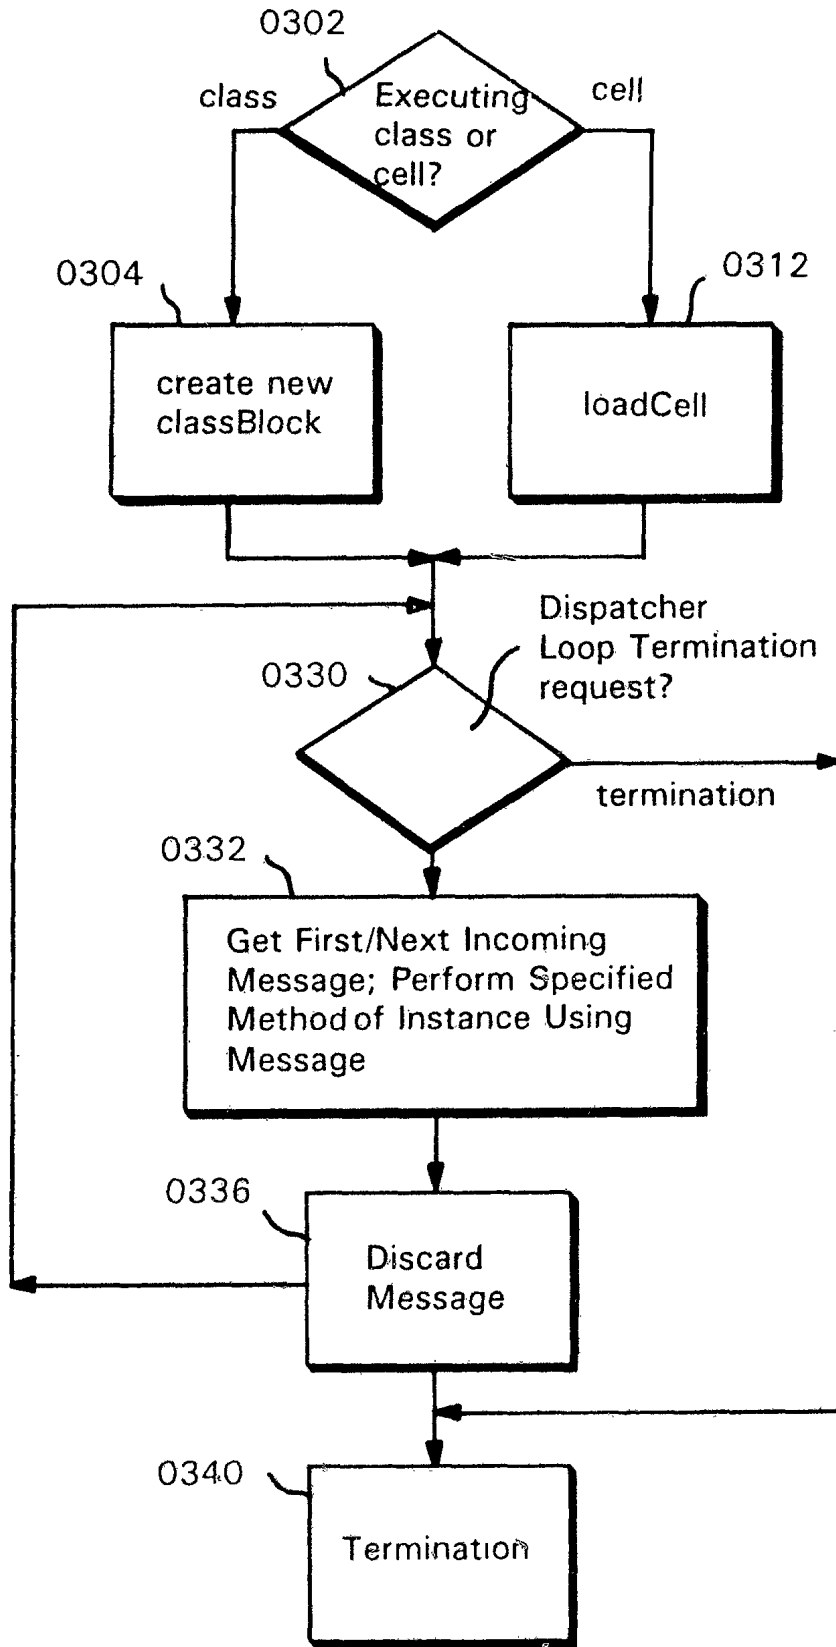 0302
class
Executing
class or
cell?
cell
0304
0312
create new
classBlock
loadCell
Dispatcher
Loop Termination
request?
0330
termination
0332
Get First/Next Incoming
Message; Perform Specified
Method of Instance Using
Message
0336
Discard
Message
0340
Termination